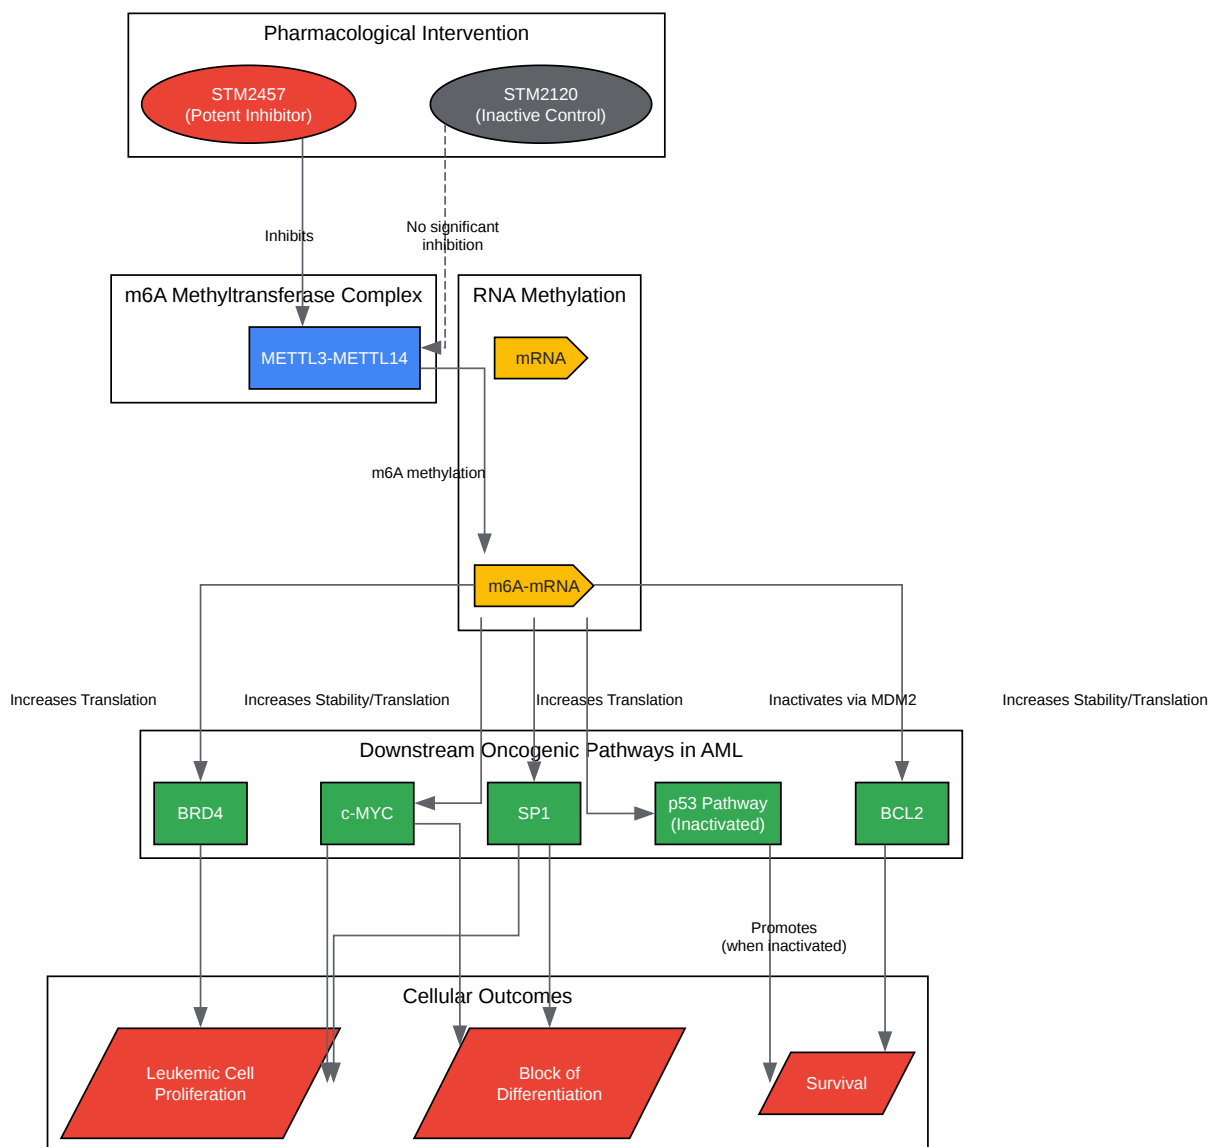 Pharmacological Intervention
STM2457
(Potent Inhibitor)
STM2120
(Inactive Control)
Inhibits
No significant
inhibition
m6A Methyltransferase Complex
RNA Methylation
METTL3-METTL14
mRNA
m6A methylation
m6A-mRNA
Increases Translation
Increases Stability/Translation
Increases Translation
Inactivates via MDM2
Increases Stability/Translation
Downstream Oncogenic Pathways in AML
BRD4
c-MYC
SP1
p53 Pathway
(Inactivated)
BCL2
Promotes
(when inactivated)
Cellular Outcomes
Leukemic Cell
Proliferation
Block of
Differentiation
Survival